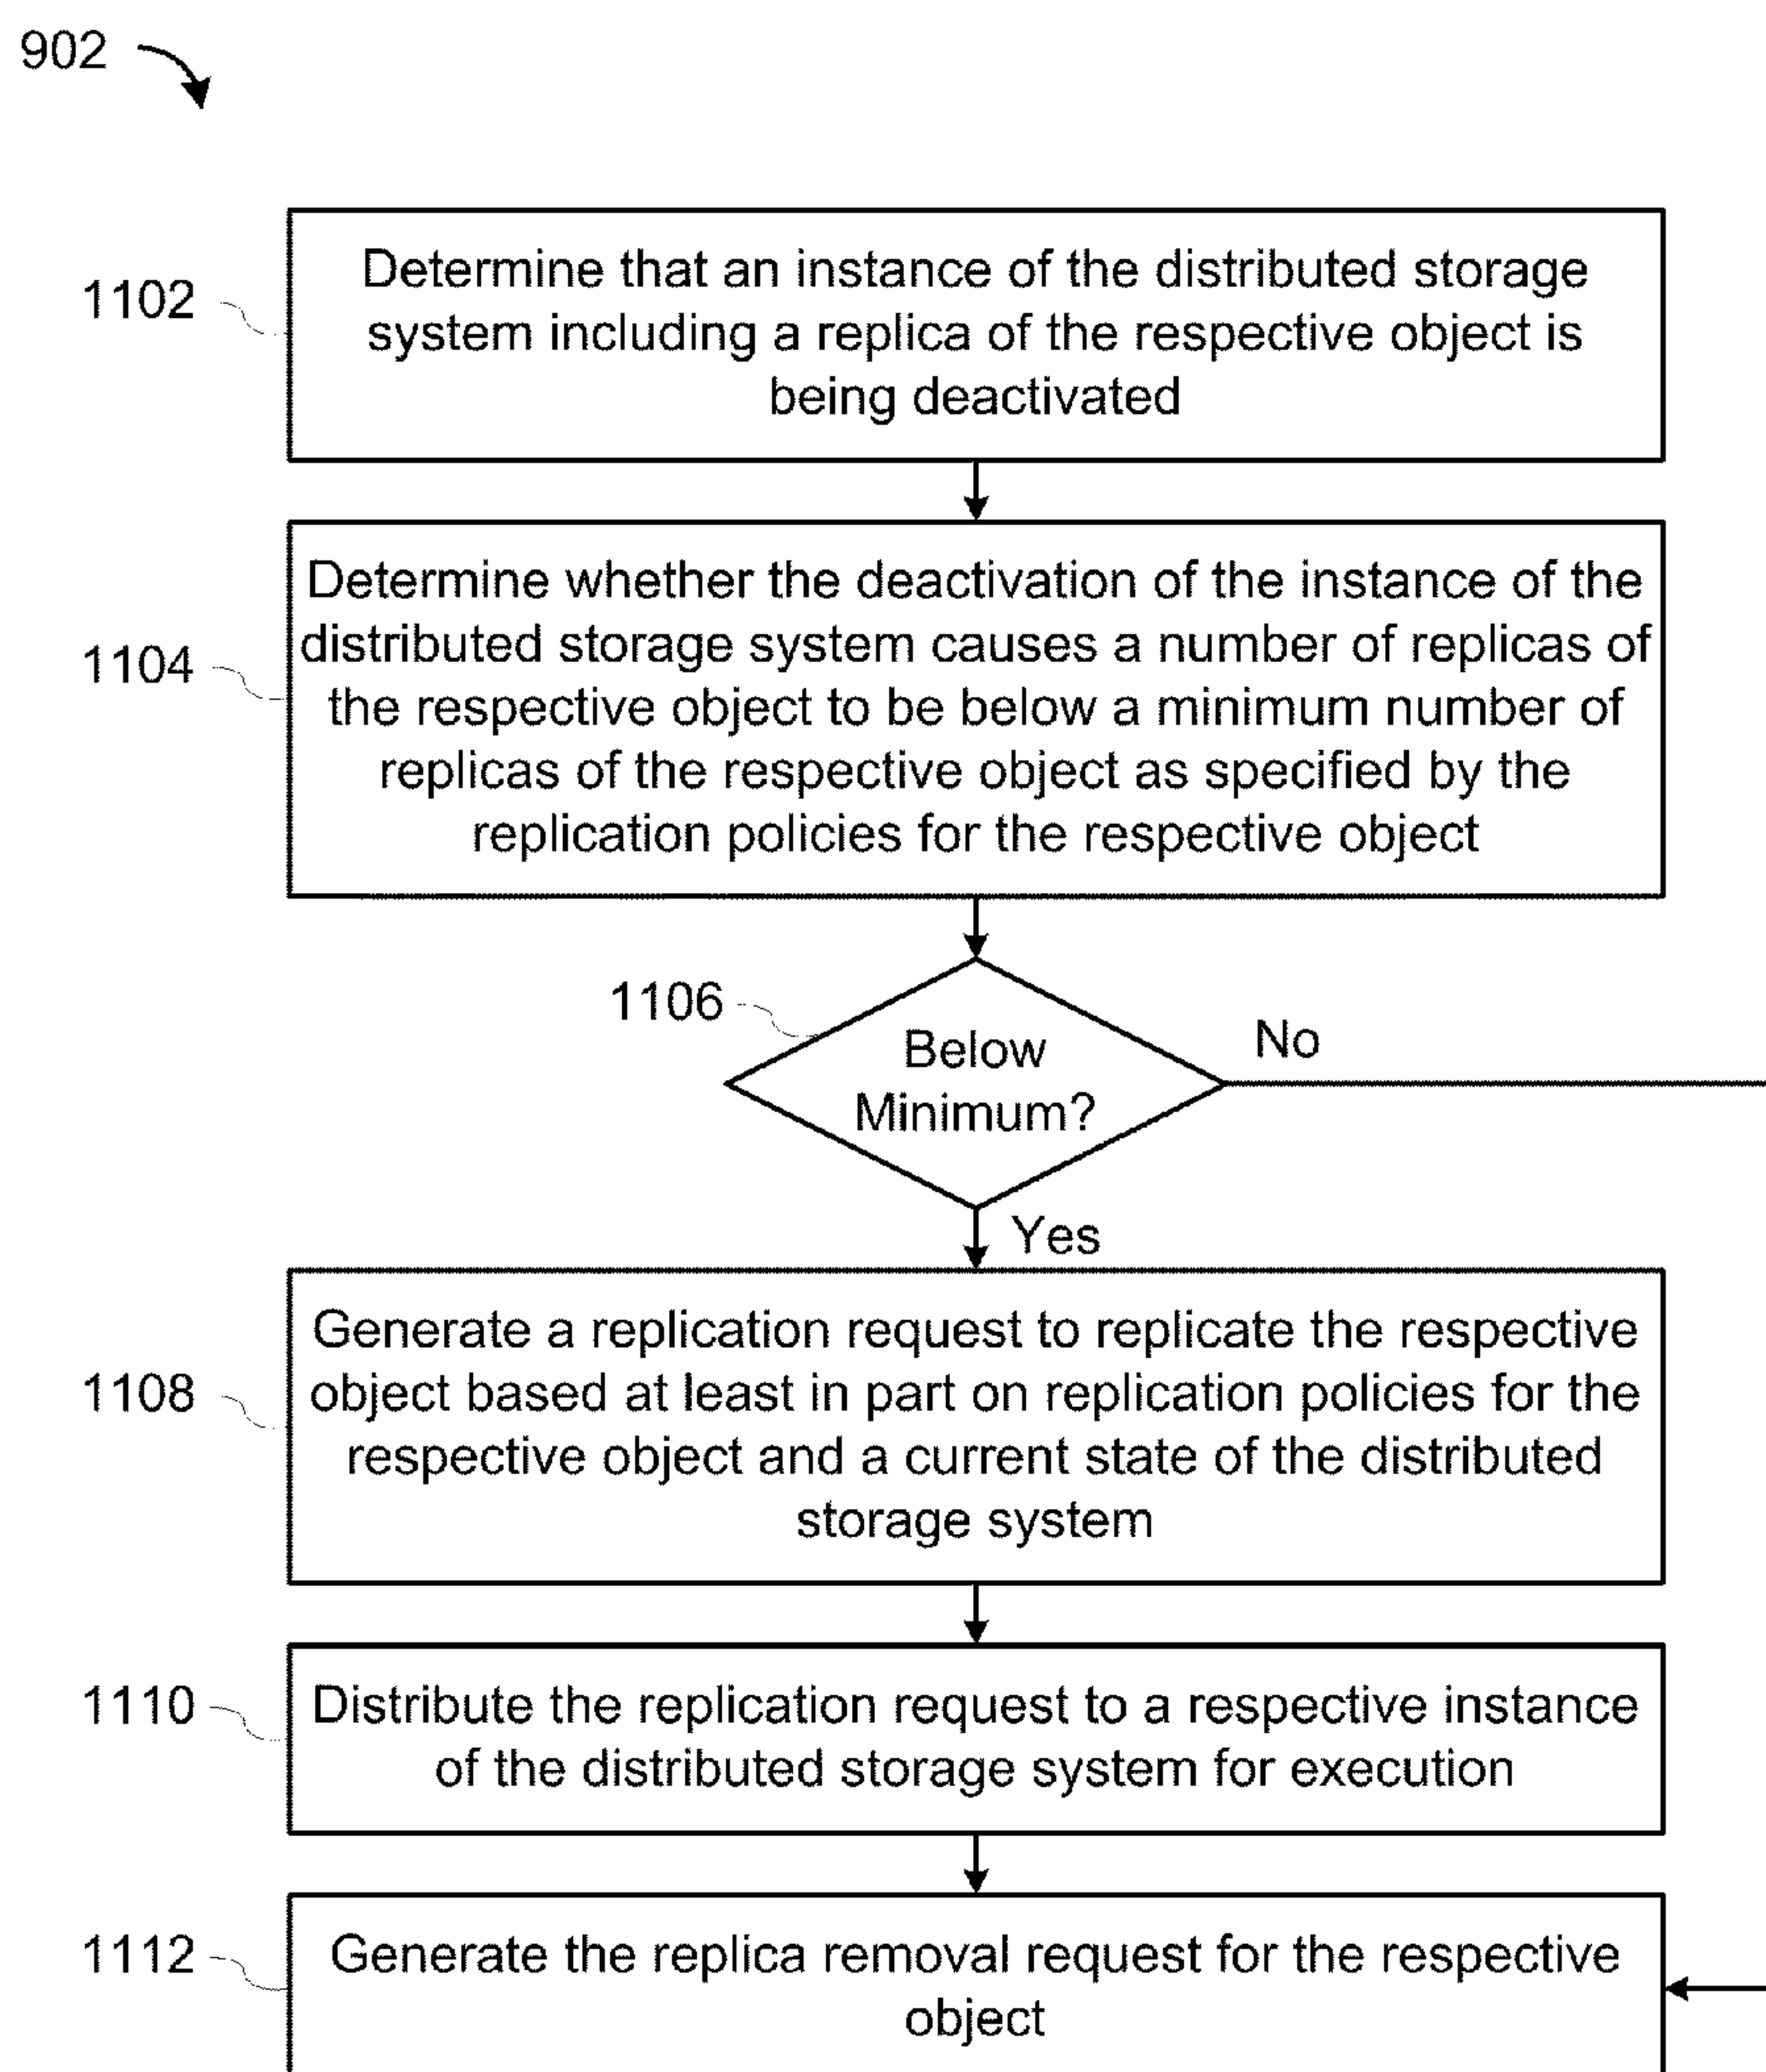 902
1102
Determine that an instance of the distributed storage
system including a replica of the respective object is
being deactivated
1104
Determine whether the deactivation of the instance of the
distributed storage system causes a number of replicas of
the respective object to be below a minimum number of
replicas of the respective object as specified by the
replication policies for the respective object
1106
Below
Minimum?
No
Yes
1108
Generate a replication request to replicate the respective
object based at least in part on replication policies for the
respective object and a current state of the distributed
storage system
1110
Distribute the replication request to a respective instance
of the distributed storage system for execution
1112
Generate the replica removal request for the respective
object